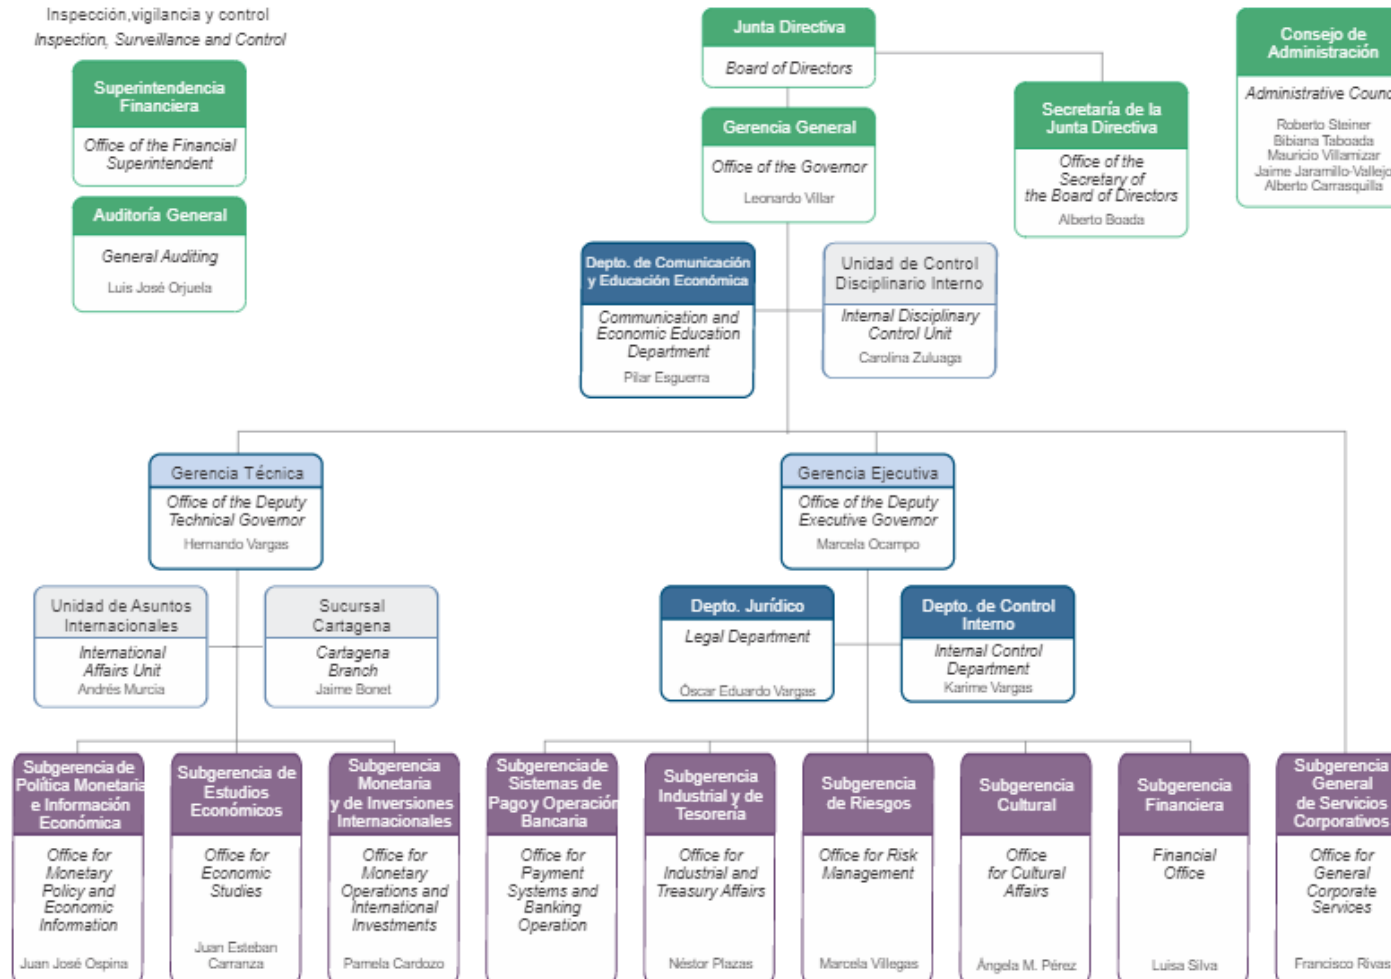 Inspección,vigilancia y control
Inspection, Surveillance and Control
Superintendencia
Financiera
Office of the Financial
Superintendent
Auditoría General
General Auditing
Luis José Orjuela
Junta Directiva
Board of Directors
Gerencia General
Office of the Governor
Leonardo Villar
Secretaría de la
Junta Directiva
Office of the
Secretary of
the Board of Directors
Alberto Boada
Consejo de
Administración
Administrative
Roberto Steiner
Bibiana Taboada
Mauricio Villamizar
Jaime Jaramillo-Vallejo
Alberto Carrasquilla
Depto. de Comunicación
y Educación Económica
Communication and
Economic Education
Department
Pilar Esguerra
Unidad de Control
Disciplinario Interno
Internal Disciplinary
Control Unit
Carolina Zuluaga
Gerencia Técnica
Office of the Deputy
Technical Governor
Hernando Vargas
Gerencia Ejecutiva
Office of the Deputy
Executive Governor
Marcela Ocampo
Unidad de Asuntos
Internacionales
International
Affairs Unit
Andrés Murcia
Sucursal
Cartagena
Cartagena
Branch
Jaime Bonet
Depto. Jurídico
Legal Department
Óscar Eduardo Vargas
Depto. de Control
Interno
Internal Control
Department
Karime Vargas
Subgerencia de
Política Monetaria
e Información
Económica
Office for
Monetary
Policy and
Economic
Information
Juan José Ospina
Subgerencia de
Estudios
Económicos
Office for
Economic
Studies
Juan Esteban
Carranza
Subgerencia
Monetaria
y de Inversiones
Internacionales
Office for
Monetary
Operations and
International
Investments
Pamela Cardozo
Subgerencia de
Sistemas de
Pago y Operación
Bancaria
Office for
Payment
Systems and
Banking
Operation
Subgerencia
Industrial y de
Tesorería
Office for
Industrial and
Treasury Affairs
Néstor Plazas
Subgerencia
de Riesgos
Office for Risk
Management
Marcela Villegas
Subgerencia
Cultural
Office
for Cultural
Affairs
Ángela M. Pérez
Subgerencia
Financiera
Financial
Office
Luisa Silva
Subgerencia
General
de Servicios
Corporativos
Office for
General
Corporate
Services
Francisco Rivas